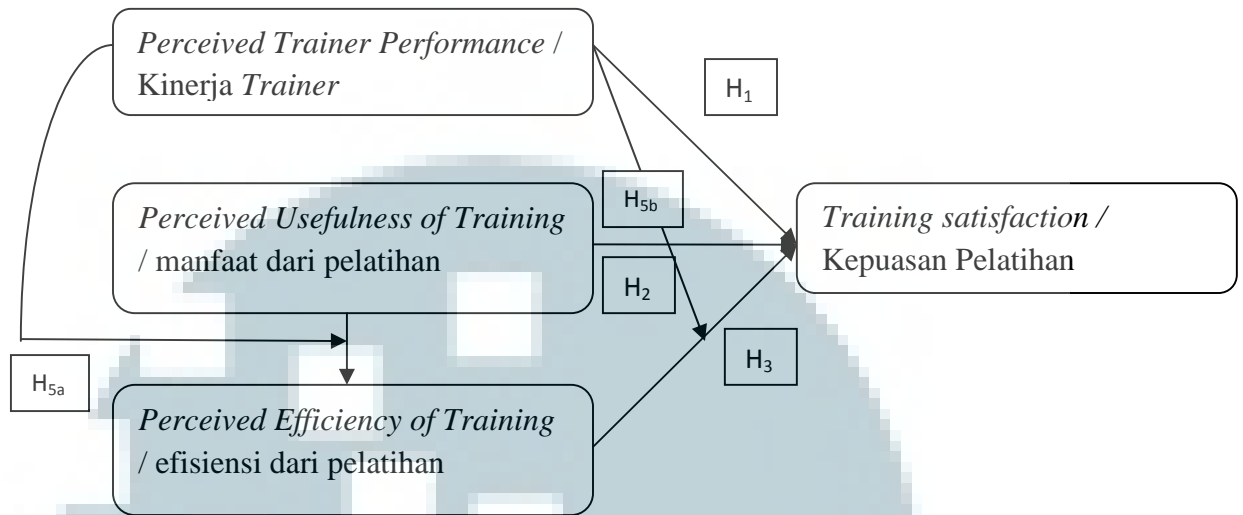 Perceived Trainer Performance /
Kinerja Trainer
H1
Perceived Usefulness of Training
/ manfaat dari pelatihan
H5b
Training satisfaction /
Kepuasan Pelatihan
H2
H3
H5a
Perceived Efficiency of Training
/ efisiensi dari pelatihan